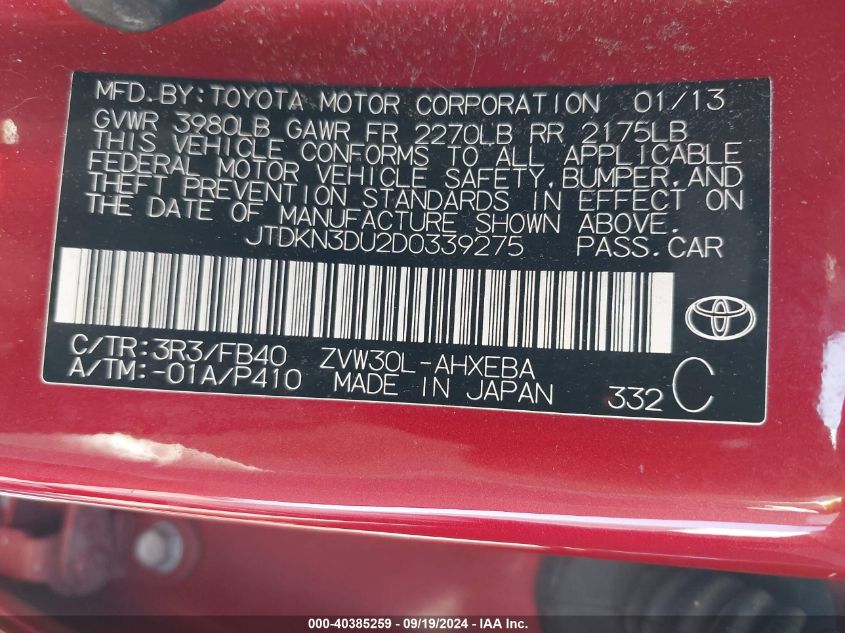 MFD.BY:TOYOTA MOTOR CORPORATION 01/13
GVWR 3980LB GAWR FR 2270LB RR 2175LB
THIS VEHICLE CONFORMS TO ALL APPLICABLE
FEDERAL MOTOR VEHICLE SAFETY,BUMPER,AND
THEFT PREVENTION STANDARDS IN EFFECT ON
THE DATE OF MANUFACTURE SHOWN ABOVE.
JTDKN3DU2D0339275 PASS.CAR
C/TR:3R3/FB40 ZVW30L-AHXEBA
A/TM:-01A/P410 MADE IN JAPAN 332 C
000-40385259 - 09/19/2024 - IAA Inc.